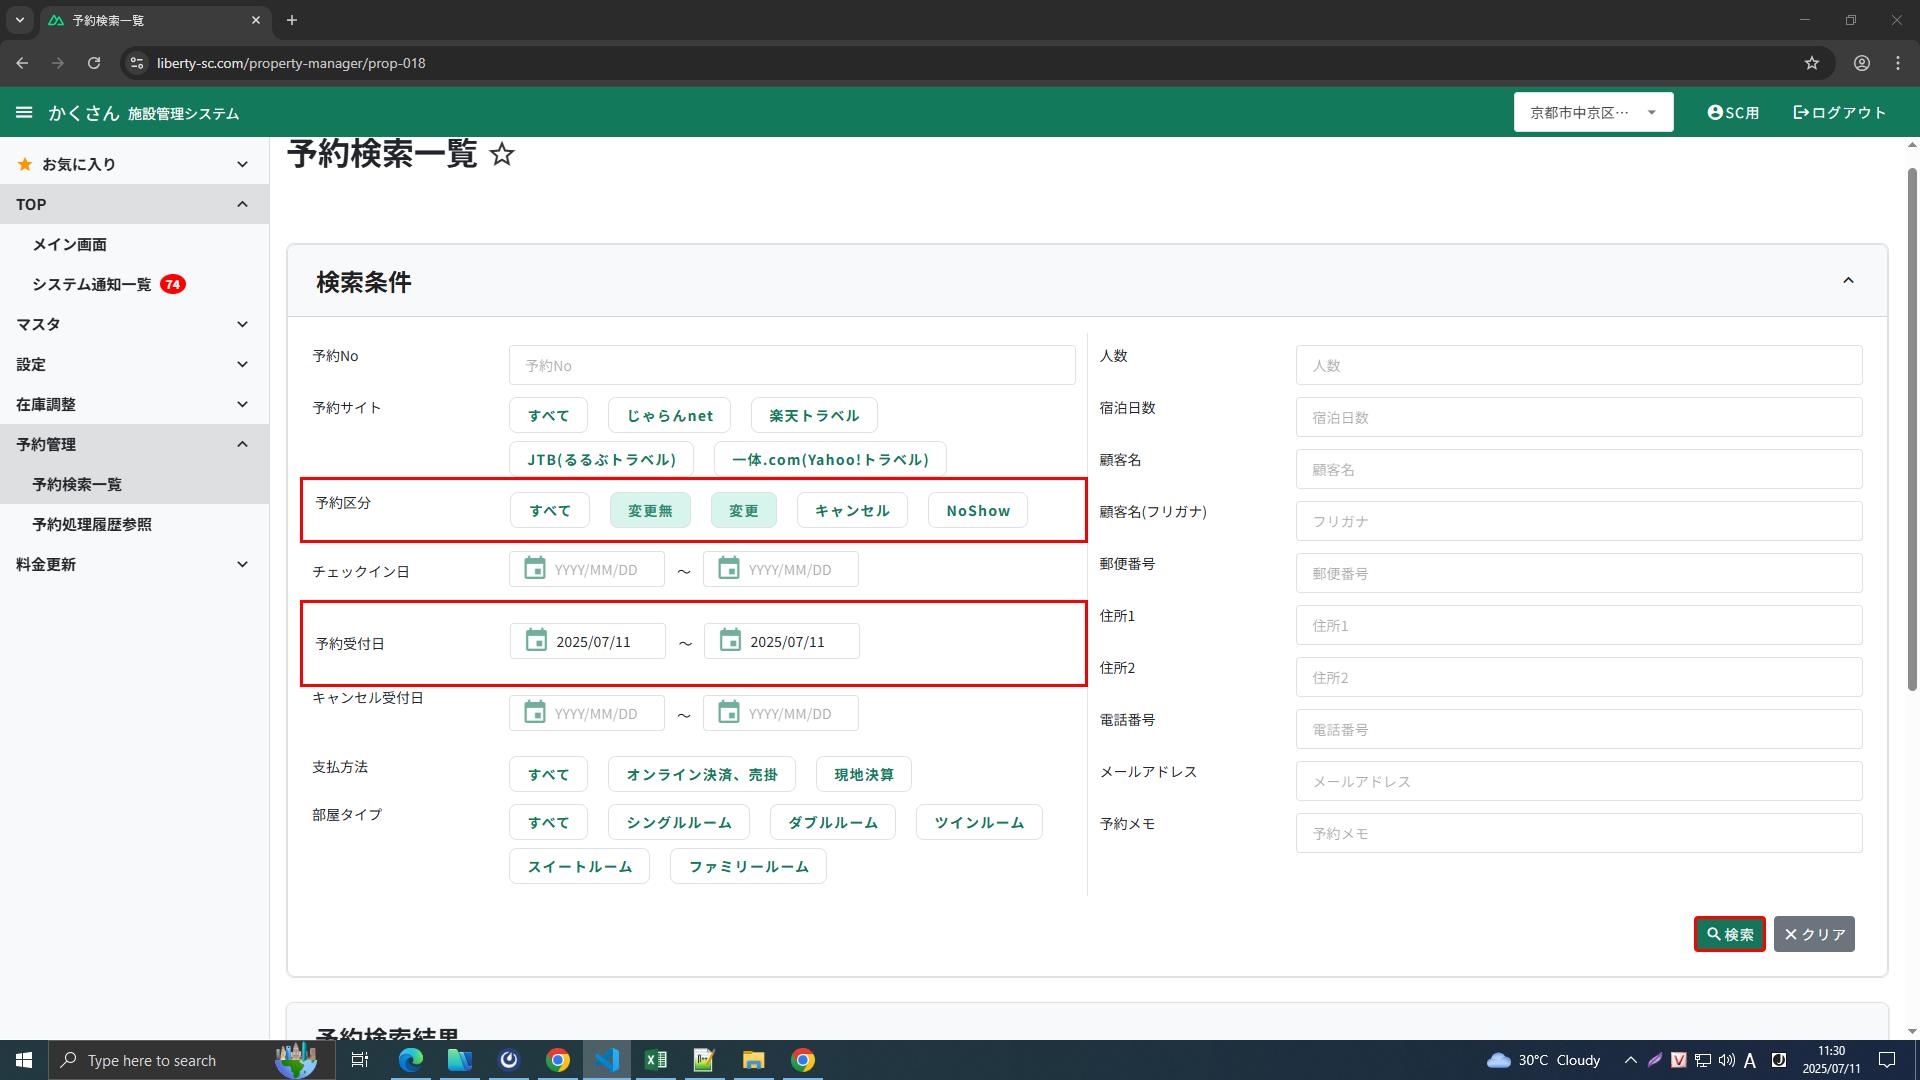 予約検索一覧
liberty-sc.com/property-manager/prop-018
かくさん 施設管理システム
京都市中京区…
SC用
ログアウト
お気に入り
TOP
メイン画面
システム通知一覧 74
マスタ
設定
在庫調整
予約管理
予約検索一覧
予約処理履歴参照
料金更新
予約検索一覧
検索条件
予約No
予約No
予約サイト
すべて じゃらんnet 楽天トラベル
JTB(るるぶトラベル) 一体.com(Yahoo!トラベル)
予約区分
すべて 変更無 変更 キャンセル NoShow
チェックイン日
YYYY/MM/DD ～ YYYY/MM/DD
予約受付日
2025/07/11 ～ 2025/07/11
キャンセル受付日
YYYY/MM/DD ～ YYYY/MM/DD
支払方法
すべて オンライン決済、売掛 現地決算
部屋タイプ
すべて シングルルーム ダブルルーム ツインルーム
スイートルーム ファミリールーム
人数
人数
宿泊日数
宿泊日数
顧客名
顧客名
顧客名(フリガナ)
フリガナ
郵便番号
郵便番号
住所1
住所1
住所2
住所2
電話番号
電話番号
メールアドレス
メールアドレス
予約メモ
予約メモ
検索
クリア
予約検索結果
Type here to search
30°C Cloudy
A
11:30
2025/07/11